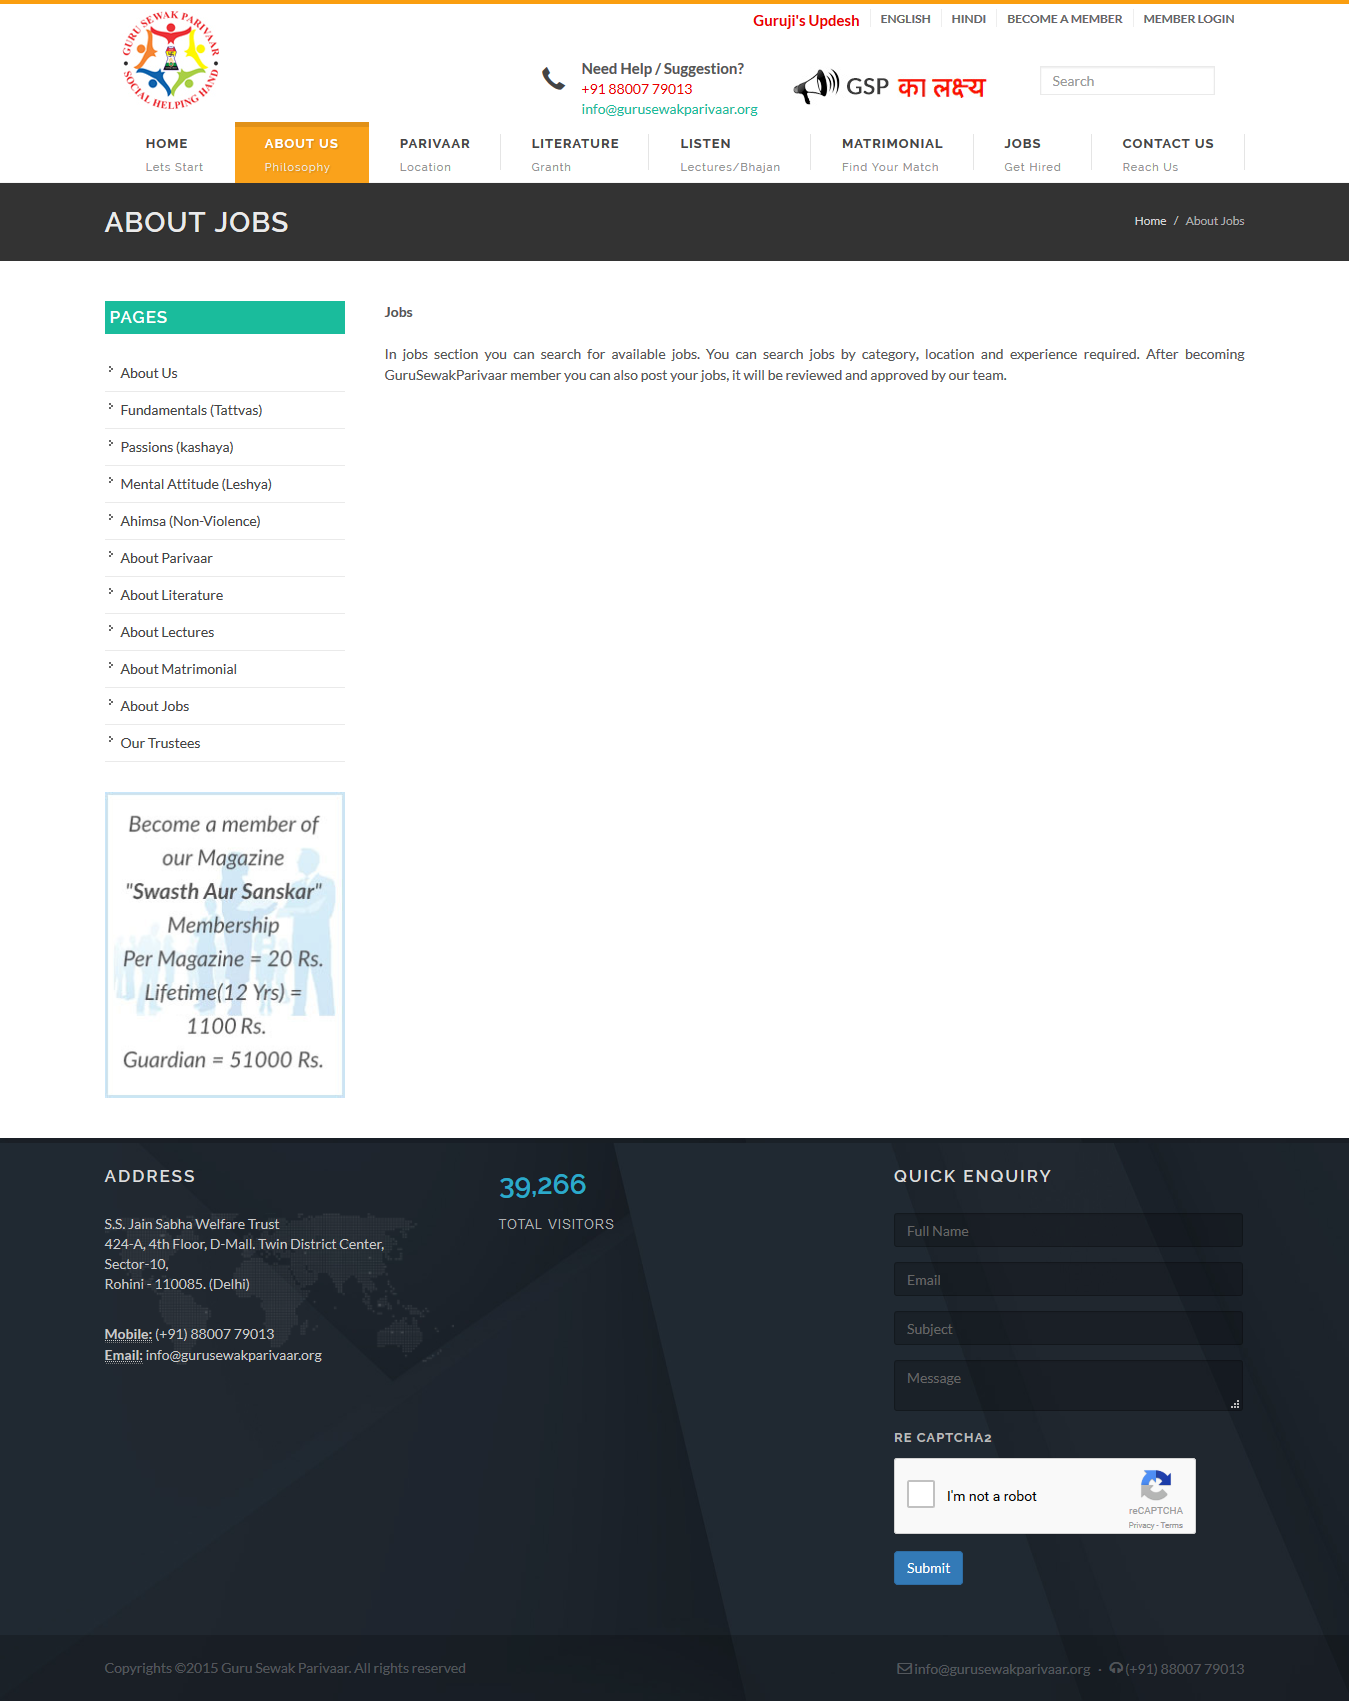 GURU SEWAK PARIVAAR
SOCIAL HELPING HAND
Guruji's Updesh
ENGLISH
HINDI
BECOME A MEMBER
MEMBER LOGIN
Need Help / Suggestion?
+91 88007 79013
info@gurusewakparivaar.org
GSP का लक्ष्य
Search
HOME
Lets Start
ABOUT US
Philosophy
PARIVAAR
Location
LITERATURE
Granth
LISTEN
Lectures/Bhajan
MATRIMONIAL
Find Your Match
JOBS
Get Hired
CONTACT US
Reach Us
ABOUT JOBS
Home / About Jobs
PAGES
About Us
Fundamentals (Tattvas)
Passions (kashaya)
Mental Attitude (Leshya)
Ahimsa (Non-Violence)
About Parivaar
About Literature
About Lectures
About Matrimonial
About Jobs
Our Trustees
Become a member of
our Magazine
"Swasth Aur Sanskar"
Membership
Per Magazine = 20 Rs.
Lifetime(12 Yrs) =
1100 Rs.
Guardian = 51000 Rs.
Jobs
In jobs section you can search for available jobs. You can search jobs by category, location and experience required. After becoming
GuruSewakParivaar member you can also post your jobs, it will be reviewed and approved by our team.
ADDRESS
S.S. Jain Sabha Welfare Trust
424-A, 4th Floor, D-Mall. Twin District Center,
Sector-10,
Rohini - 110085. (Delhi)
Mobile: (+91) 88007 79013
Email: info@gurusewakparivaar.org
39,266
TOTAL VISITORS
QUICK ENQUIRY
Full Name
Email
Subject
Message
RE CAPTCHA2
I'm not a robot
reCAPTCHA
Privacy - Terms
Submit
Copyrights ©2015 Guru Sewak Parivaar. All rights reserved
info@gurusewakparivaar.org · (+91) 88007 79013